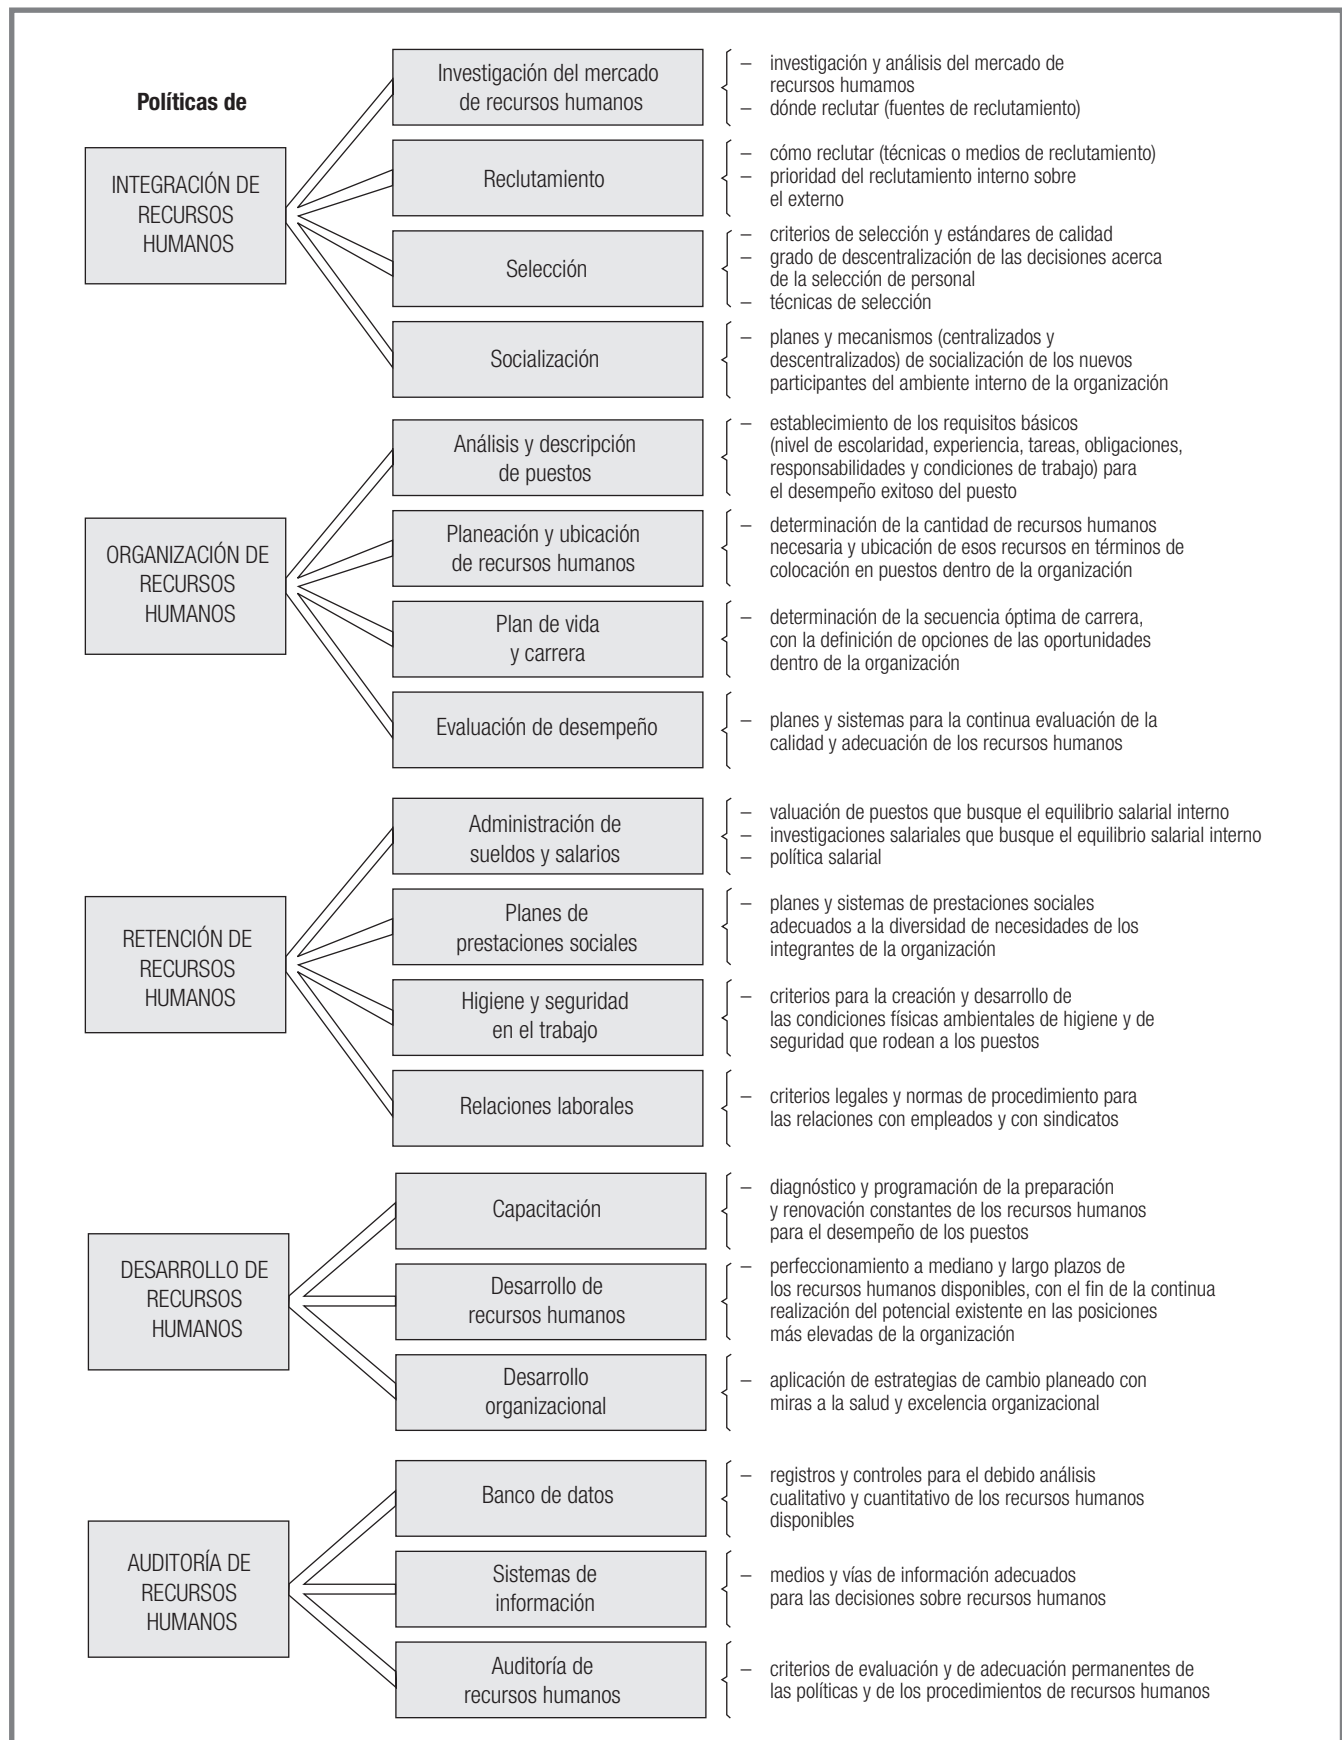 Políticas de
INTEGRACIÓN DE
RECURSOS
HUMANOS
Investigación del mercado
de recursos humanos
– investigación y análisis del mercado de
recursos humamos
– dónde reclutar (fuentes de reclutamiento)
Reclutamiento
– cómo reclutar (técnicas o medios de reclutamiento)
– prioridad del reclutamiento interno sobre
el externo
Selección
– criterios de selección y estándares de calidad
– grado de descentralización de las decisiones acerca
de la selección de personal
– técnicas de selección
Socialización
– planes y mecanismos (centralizados y
descentralizados) de socialización de los nuevos
participantes del ambiente interno de la organización
ORGANIZACIÓN DE
RECURSOS
HUMANOS
Análisis y descripción
de puestos
– establecimiento de los requisitos básicos
(nivel de escolaridad, experiencia, tareas, obligaciones,
responsabilidades y condiciones de trabajo) para
el desempeño exitoso del puesto
Planeación y ubicación
de recursos humanos
– determinación de la cantidad de recursos humanos
necesaria y ubicación de esos recursos en términos de
colocación en puestos dentro de la organización
Plan de vida
y carrera
– determinación de la secuencia óptima de carrera,
con la definición de opciones de las oportunidades
dentro de la organización
Evaluación de desempeño
– planes y sistemas para la continua evaluación de la
calidad y adecuación de los recursos humanos
RETENCIÓN DE
RECURSOS
HUMANOS
Administración de
sueldos y salarios
– valuación de puestos que busque el equilibrio salarial interno
– investigaciones salariales que busque el equilibrio salarial interno
– política salarial
Planes de
prestaciones sociales
– planes y sistemas de prestaciones sociales
adecuados a la diversidad de necesidades de los
integrantes de la organización
Higiene y seguridad
en el trabajo
– criterios para la creación y desarrollo de
las condiciones físicas ambientales de higiene y de
seguridad que rodean a los puestos
Relaciones laborales
– criterios legales y normas de procedimiento para
las relaciones con empleados y con sindicatos
DESARROLLO DE
RECURSOS
HUMANOS
Capacitación
– diagnóstico y programación de la preparación
y renovación constantes de los recursos humanos
para el desempeño de los puestos
Desarrollo de
recursos humanos
– perfeccionamiento a mediano y largo plazos de
los recursos humanos disponibles, con el fin de la continua
realización del potencial existente en las posiciones
más elevadas de la organización
Desarrollo
organizacional
– aplicación de estrategias de cambio planeado con
miras a la salud y excelencia organizacional
AUDITORÍA DE
RECURSOS
HUMANOS
Banco de datos
– registros y controles para el debido análisis
cualitativo y cuantitativo de los recursos humanos
disponibles
Sistemas de
información
– medios y vías de información adecuados
para las decisiones sobre recursos humanos
Auditoría de
recursos humanos
– criterios de evaluación y de adecuación permanentes de
las políticas y de los procedimientos de recursos humanos